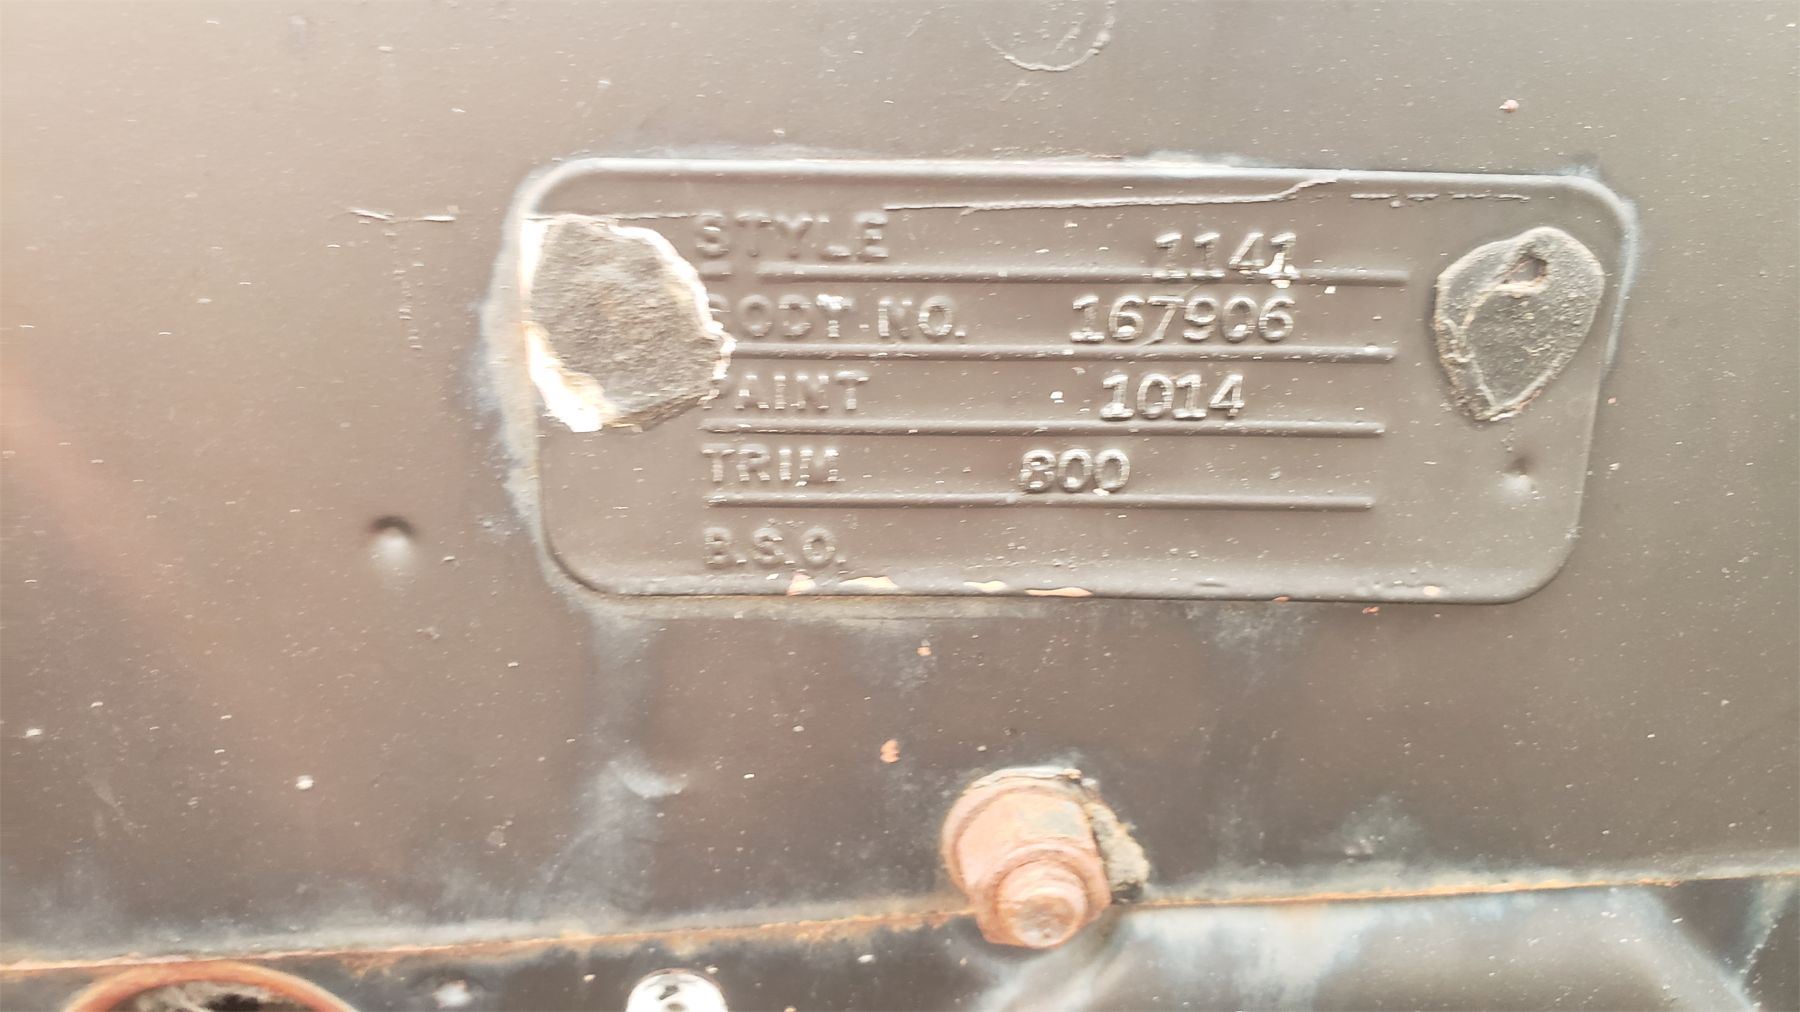 STYLE 1141
BODY NO. 167906
PAINT 1014
TRIM 800
B.S.O.